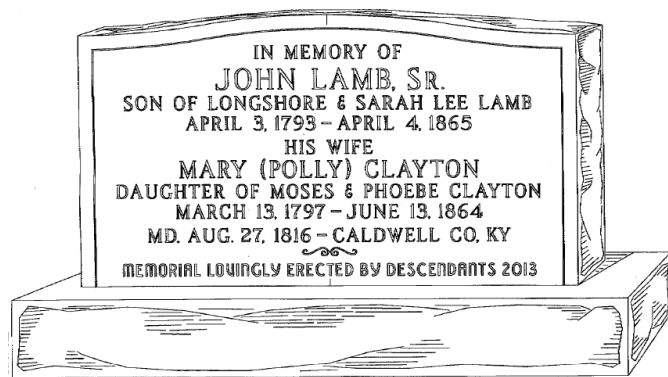 IN MEMORY OF
JOHN LAMB, SR.
SON OF LONGSHORE & SARAH LEE LAMB
APRIL 3, 1793 – APRIL 4, 1865
HIS WIFE
MARY (POLLY) CLAYTON
DAUGHTER OF MOSES & PHOEBE CLAYTON
MARCH 13, 1797 – JUNE 13, 1864
MD. AUG. 27, 1816 – CALDWELL CO, KY
MEMORIAL LOVINGLY ERECTED BY DESCENDANTS 2013